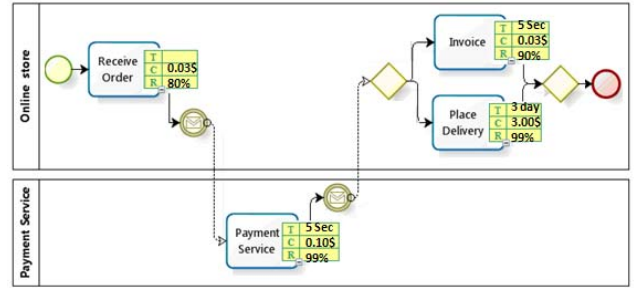 Online store
Receive
Order
T
C 0.03$
R 80%
Invoice
T 5 Sec
C 0.03$
R 90%
Place
Delivery
T 3 day
C 3.00$
R 99%
Payment Service
Payment
Service
T 5 Sec
C 0.10$
R 99%